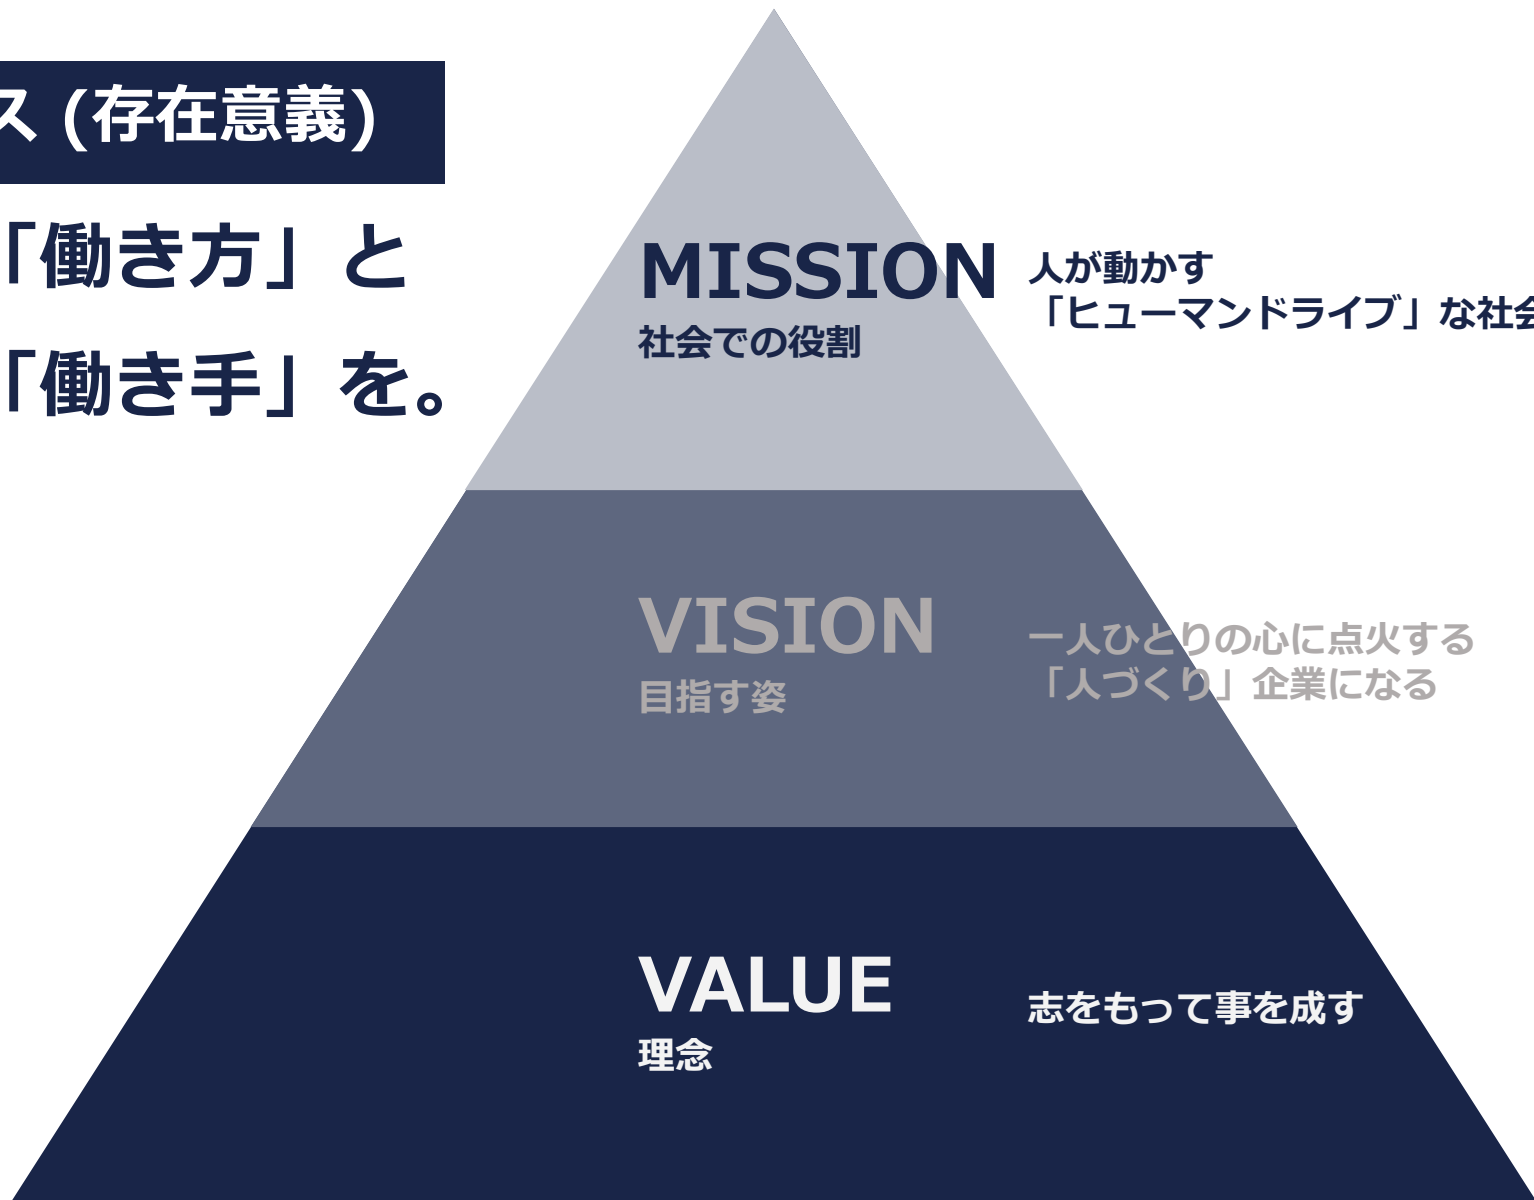 ス (存在意義)
「働き方」と
「働き手」を。
MISSION
社会での役割
人が動かす
「ヒューマンドライブ」な社会
VISION
目指す姿
一人ひとりの心に点火する
「人づくり」企業になる
VALUE
理念
志をもって事を成す